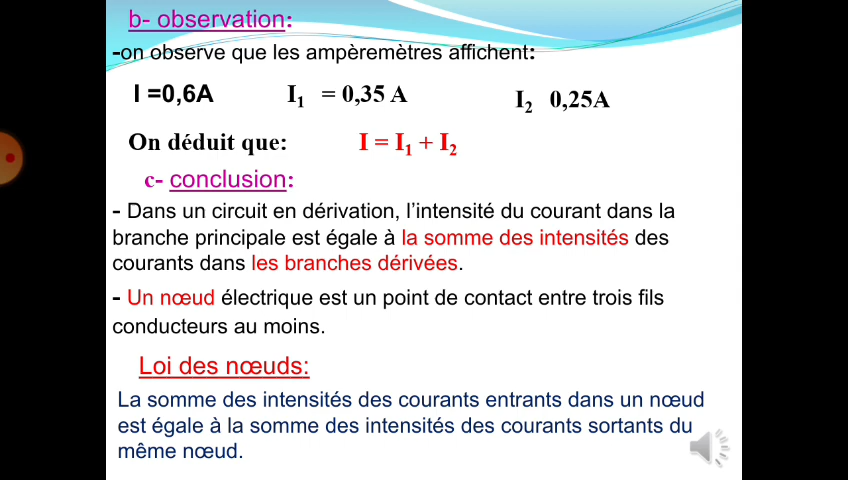 b- observation:
-on observe que les ampèremètres affichent:
I =0,6A I₁ = 0,35 A I₂ 0,25A
On déduit que: I = I₁ + I₂
c- conclusion:
- Dans un circuit en dérivation, l’intensité du courant dans la
branche principale est égale à la somme des intensités des
courants dans les branches dérivées.
- Un nœud électrique est un point de contact entre trois fils
conducteurs au moins.
Loi des nœuds:
La somme des intensités des courants entrants dans un nœud
est égale à la somme des intensités des courants sortants du
même nœud.